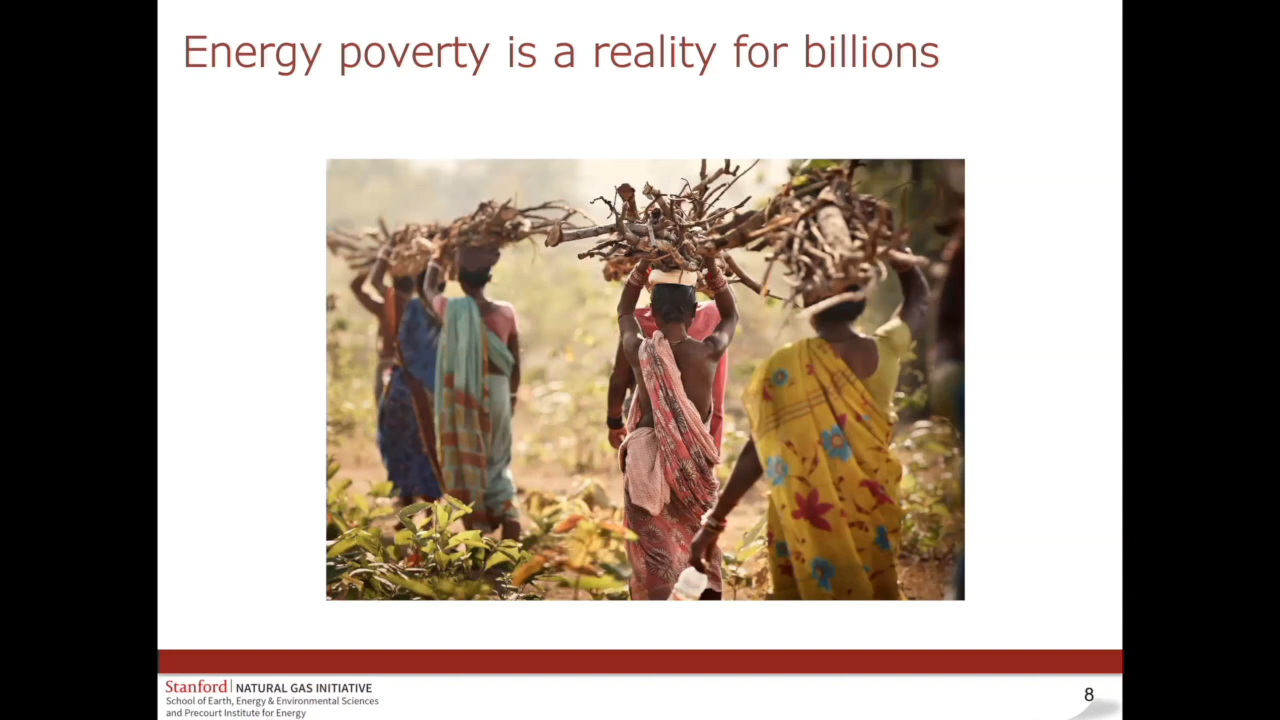 Energy poverty is a reality for billions
Stanford | NATURAL GAS INITIATIVE
School of Earth, Energy & Environmental Sciences
and Precourt Institute for Energy
8